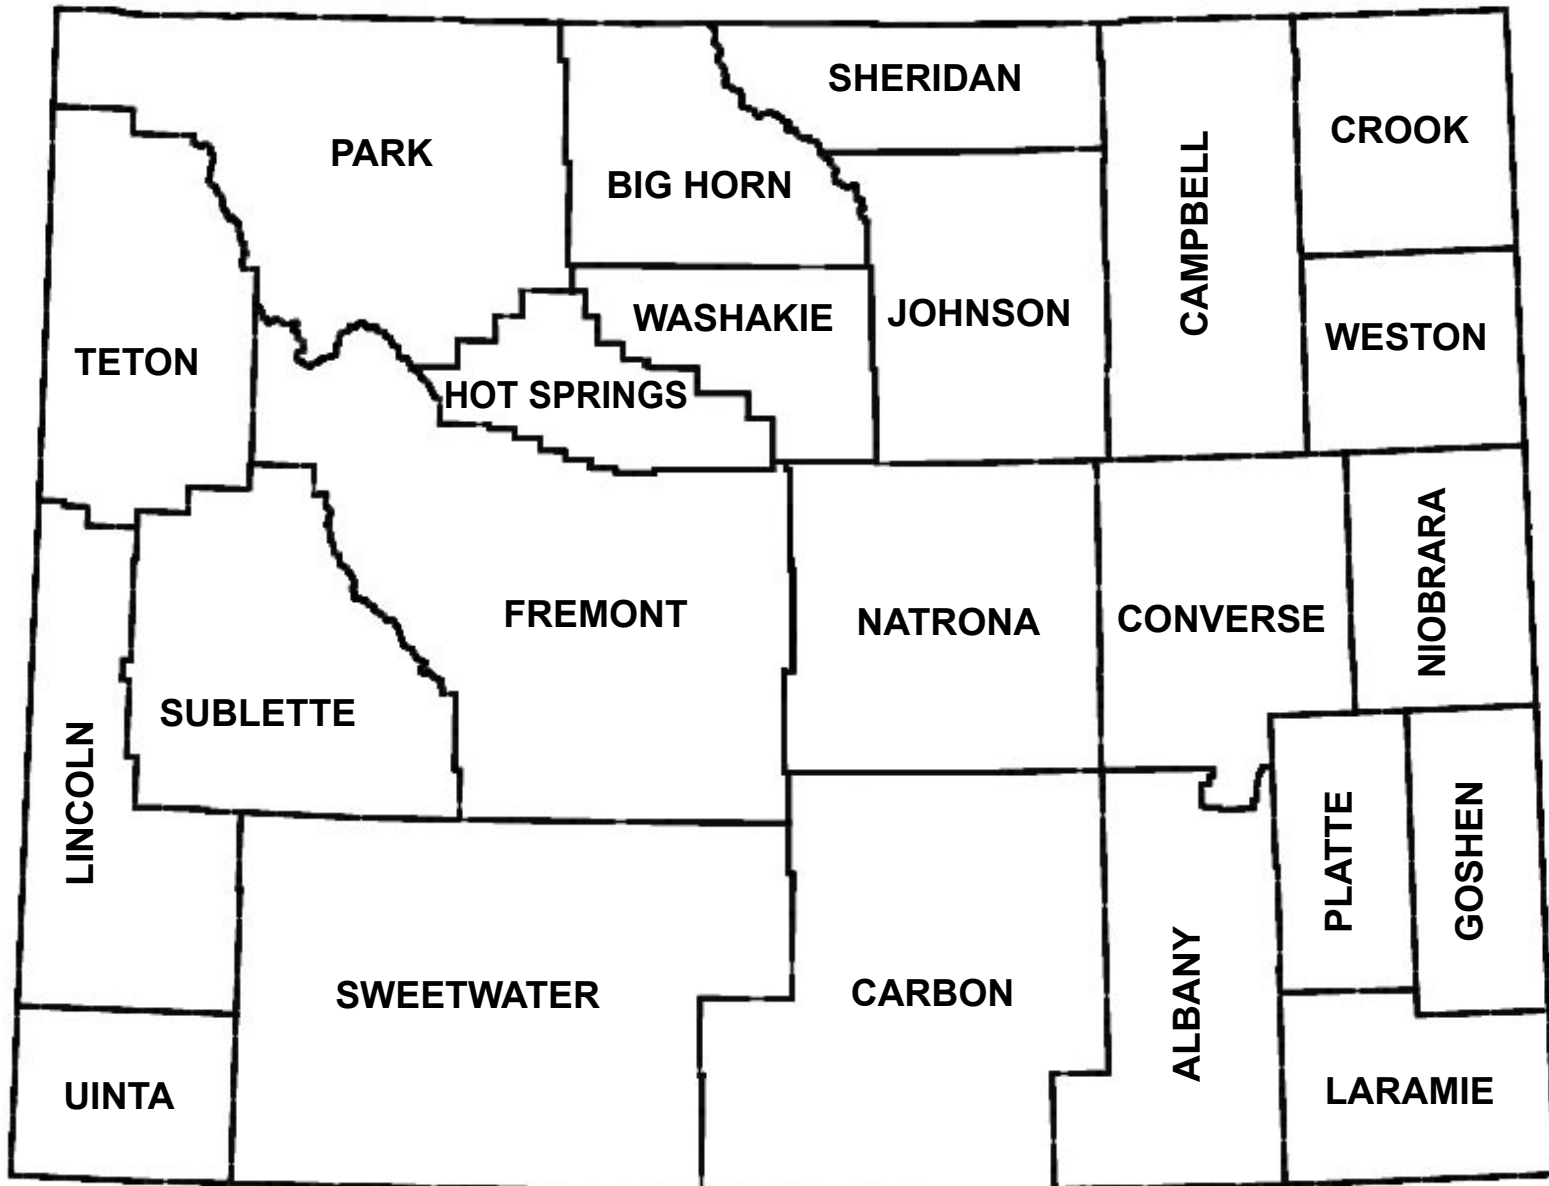 SHERIDAN
CROOK
PARK
BIG HORN
CAMPBELL
WASHAKIE
JOHNSON
WESTON
TETON
HOT SPRINGS
NIOBRARA
FREMONT
NATRONA
CONVERSE
SUBLETTE
LINCOLN
PLATTE
GOSHEN
SWEETWATER
CARBON
ALBANY
UINTA
LARAMIE